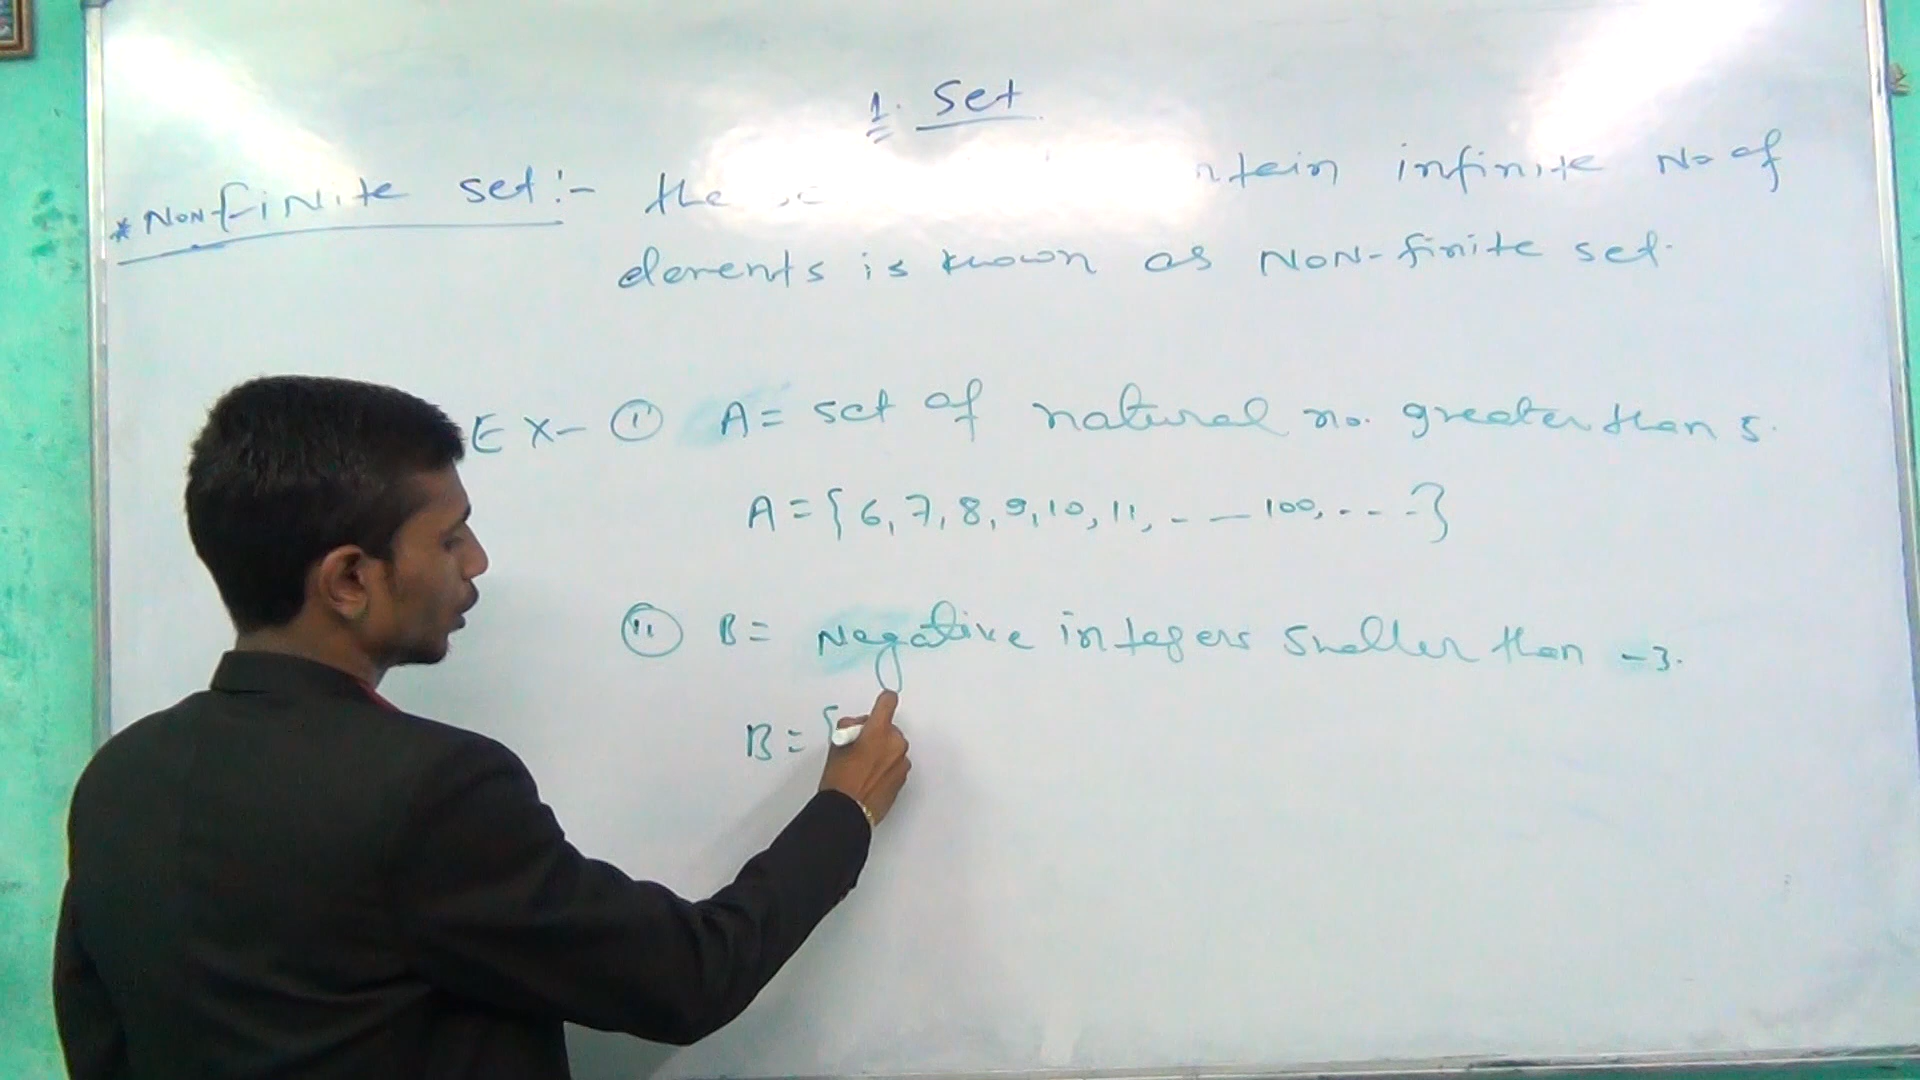 1. Set
* NON finite set :- the ntein infinite No of
elements is known as NON-finite set.
EX- (i) A = set of natural no. greater than 5.
A = { 6, 7, 8, 9, 10, 11, - — 100, - - - }
(ii) B = Negative integers smaller than -3.
B = {